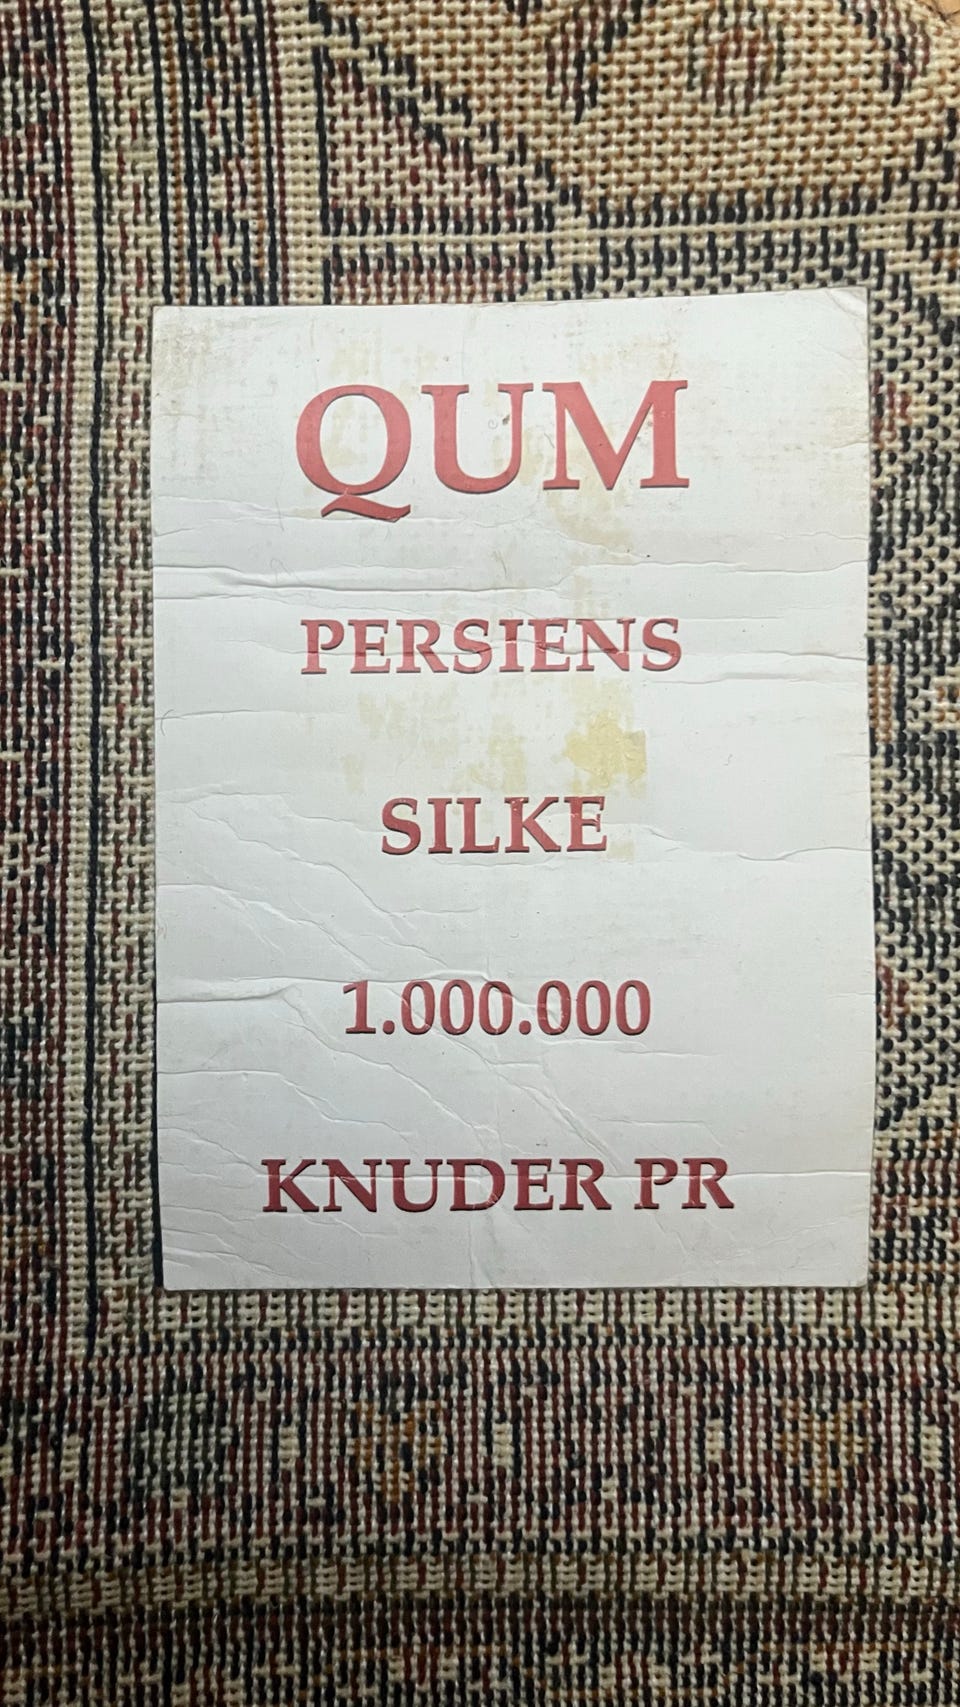 QUM
PERSIENS
SILKE
1.000.000
KNUDER PR